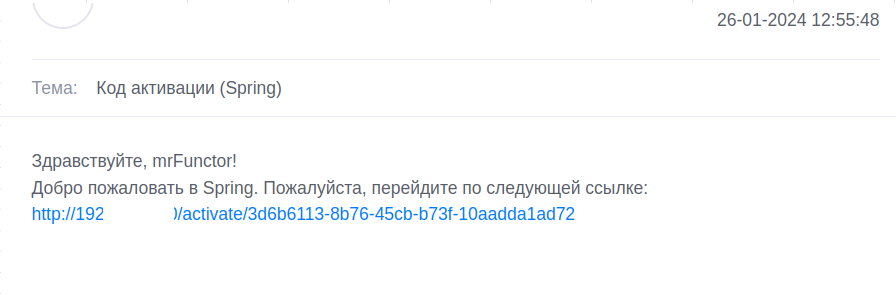 26-01-2024 12:55:48
Тема: Код активации (Spring)
Здравствуйте, mrFunctor!
Добро пожаловать в Spring. Пожалуйста, перейдите по следующей ссылке:
http://192 /activate/3d6b6113-8b76-45cb-b73f-10aadda1ad72